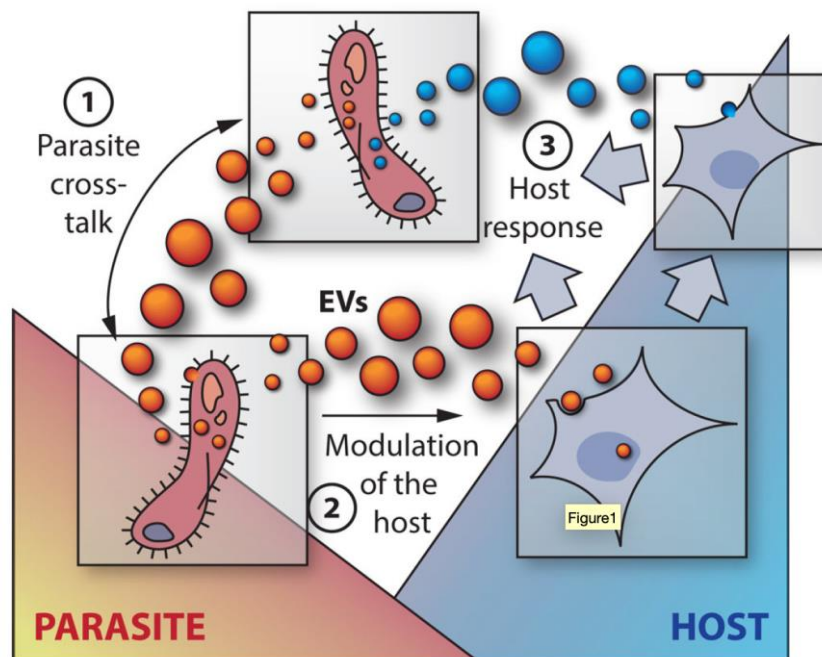 1
Parasite
cross-
talk
3
Host
response
EVs
2
Modulation
of the
host
Figure1
PARASITE
HOST